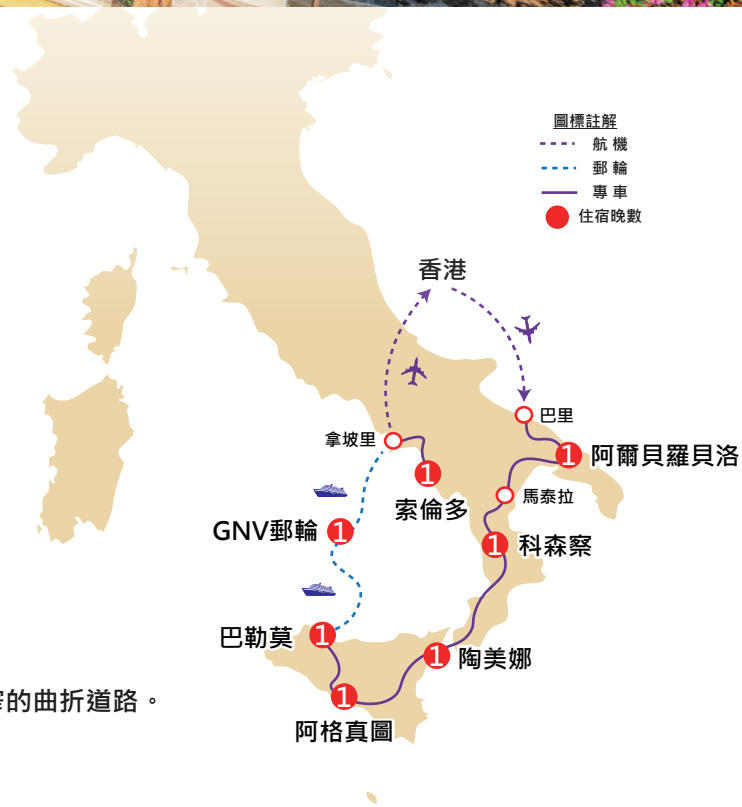 圖標註解
航 機
郵 輪
專 車
住宿晚數
香港
巴里
拿坡里
1 阿爾貝羅貝洛
1
索倫多
馬泰拉
GNV郵輪 1
1 科森察
巴勒莫 1
1 陶美娜
的曲折道路。
1
阿格真圖